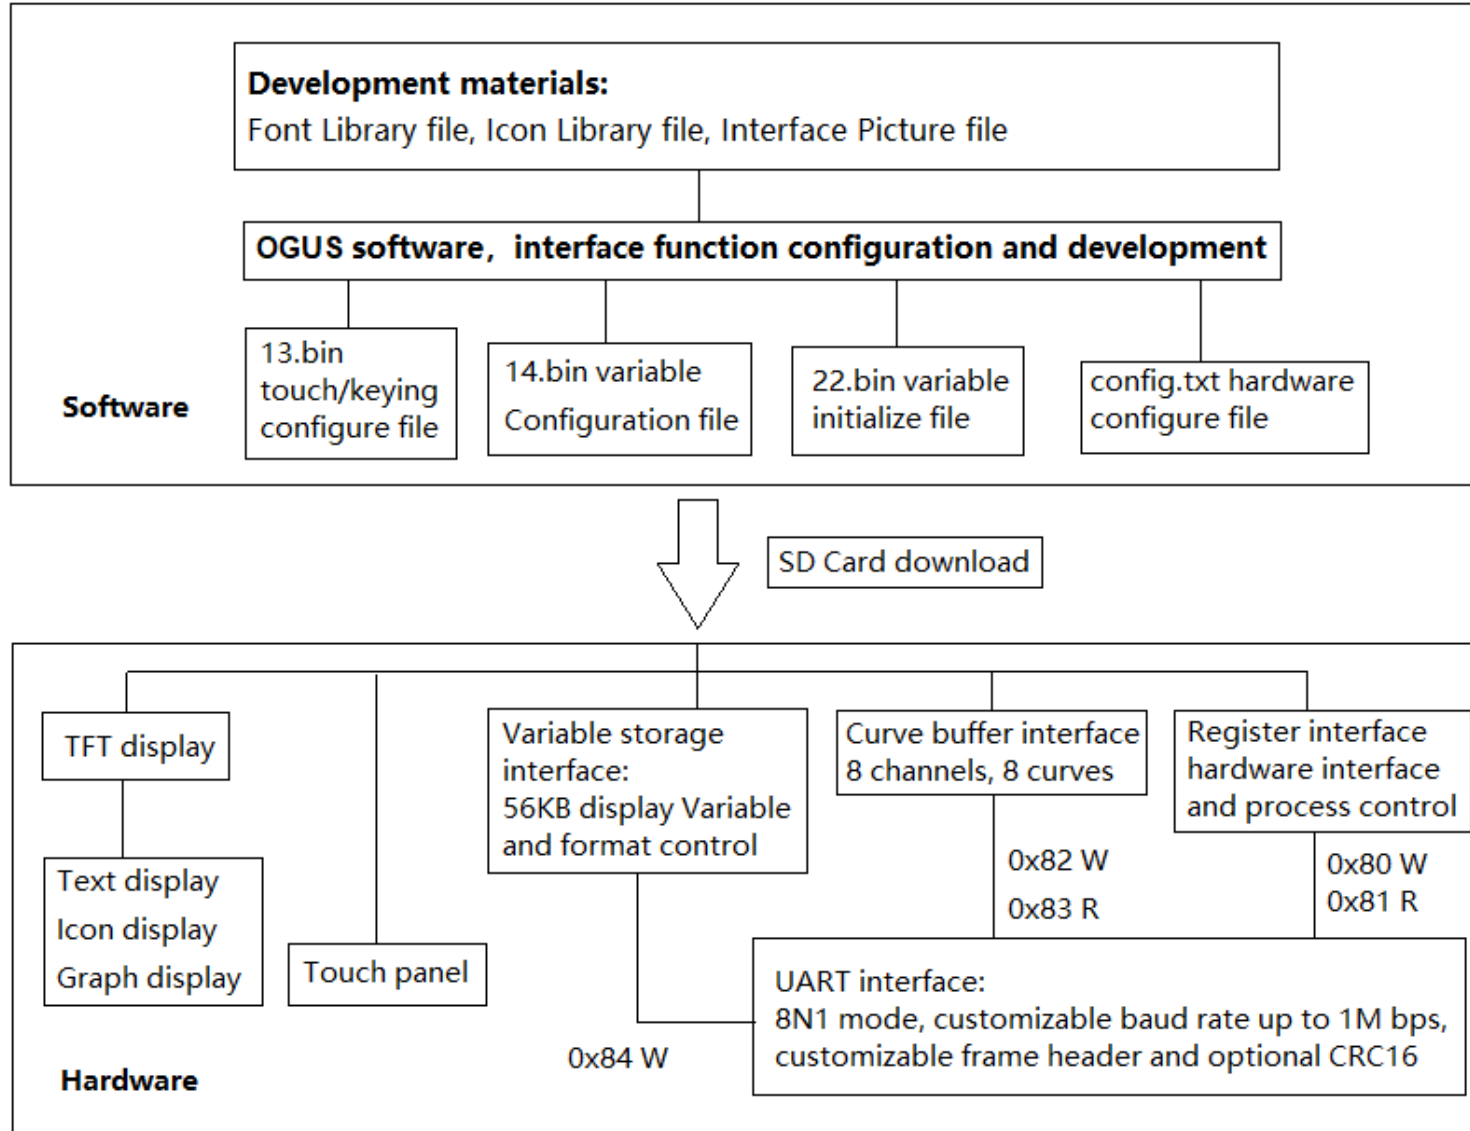 Development materials:
Font Library file, Icon Library file, Interface Picture file
OGUS software, interface function configuration and development
13.bin
touch/keying
configure file
14.bin variable
Configuration file
22.bin variable
initialize file
config.txt hardware
configure file
Software
SD Card download
TFT display
Text display
Icon display
Graph display
Touch panel
Variable storage
interface:
56KB display Variable
and format control
Curve buffer interface
8 channels, 8 curves
Register interface
hardware interface
and process control
0x82 W
0x83 R
0x80 W
0x81 R
0x84 W
UART interface:
8N1 mode, customizable baud rate up to 1M bps,
customizable frame header and optional CRC16
Hardware